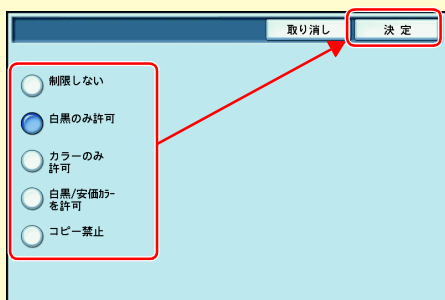 取り消し
決 定
制限しない
白黒のみ許可
カラーのみ
許可
白黒/安価ｶﾗｰ
を許可
コピー禁止